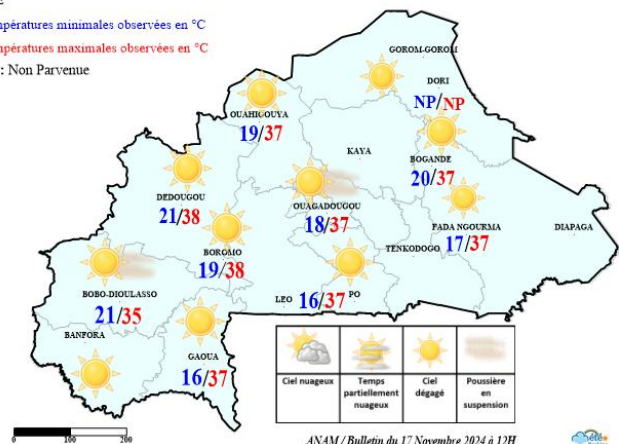 npératures minimales observées en °C
npératures maximales observées en °C
: Non Parvenue
GOROM-GOROM
DORI
NP/NP
OUAHIGOUYA
19/37
KAYA
BOGANDE
20/37
DEDOUGOU
21/38
OUAGADOUGOU
18/37
FADA NGOURMA
17/37
DIAPAGA
TENKODOGO
BOROMO
19/38
BOBO-DIOULASSO
21/35
LEO
16/37
PO
BANFORA
GAOUA
16/37
Ciel nuageux
Temps
partiellement
nuageux
Ciel
dégagé
Poussière
en
suspension
0 100 200
ANAM / Bulletin du 17 Novembre 2024 à 12H